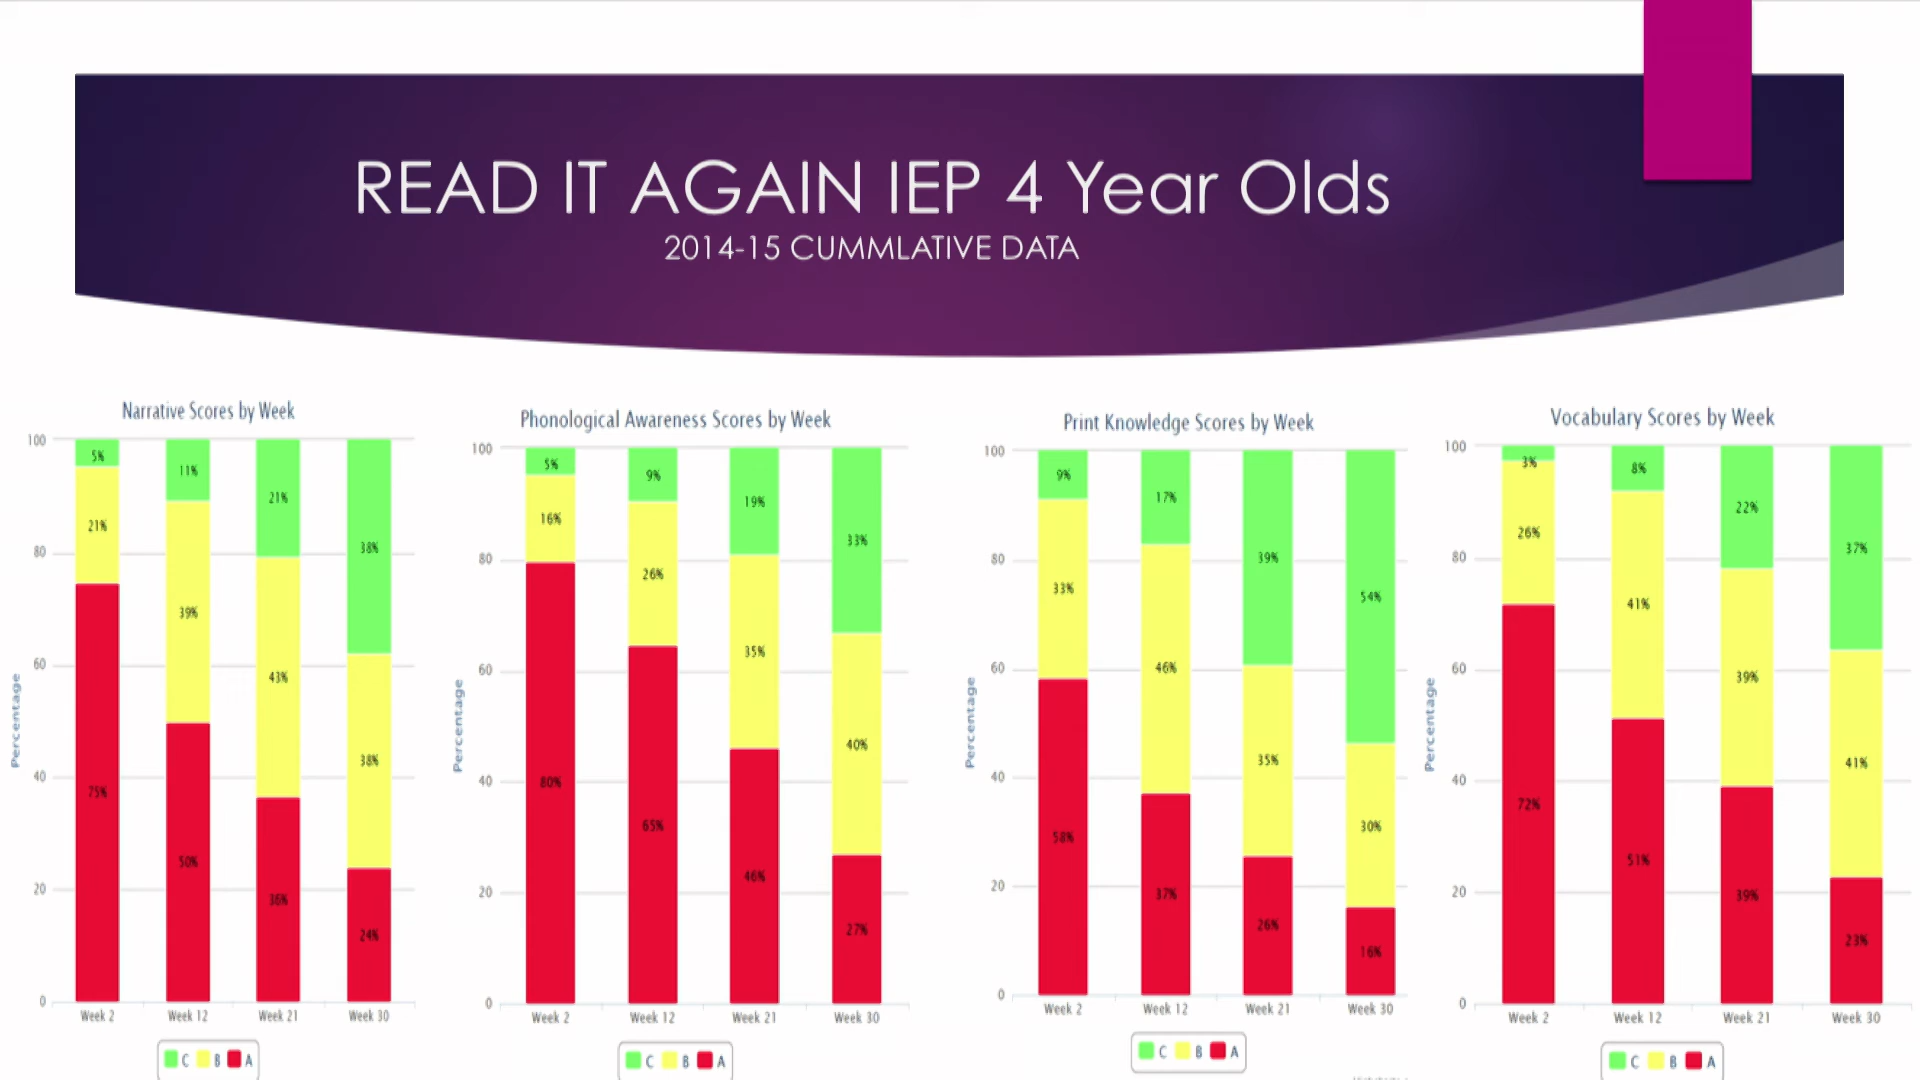 READ IT AGAIN IEP 4 Year Olds
2014-15 CUMMLATIVE DATA
Narrative Scores by Week
Percentage
100
80
60
40
20
0
5%
21%
75%
11%
39%
50%
21%
43%
36%
38%
38%
24%
Week 2
Week 12
Week 21
Week 30
C B A
Phonological Awareness Scores by Week
Percentage
100
80
60
40
20
0
5%
16%
80%
9%
26%
65%
19%
35%
46%
33%
40%
27%
Week 2
Week 12
Week 21
Week 30
C B A
Print Knowledge Scores by Week
Percentage
100
80
60
40
20
0
9%
33%
58%
17%
46%
37%
39%
35%
26%
54%
30%
16%
Week 2
Week 12
Week 21
Week 30
C B A
Vocabulary Scores by Week
Percentage
100
80
60
40
20
0
3%
26%
72%
8%
41%
51%
22%
39%
39%
37%
41%
23%
Week 2
Week 12
Week 21
Week 30
C B A